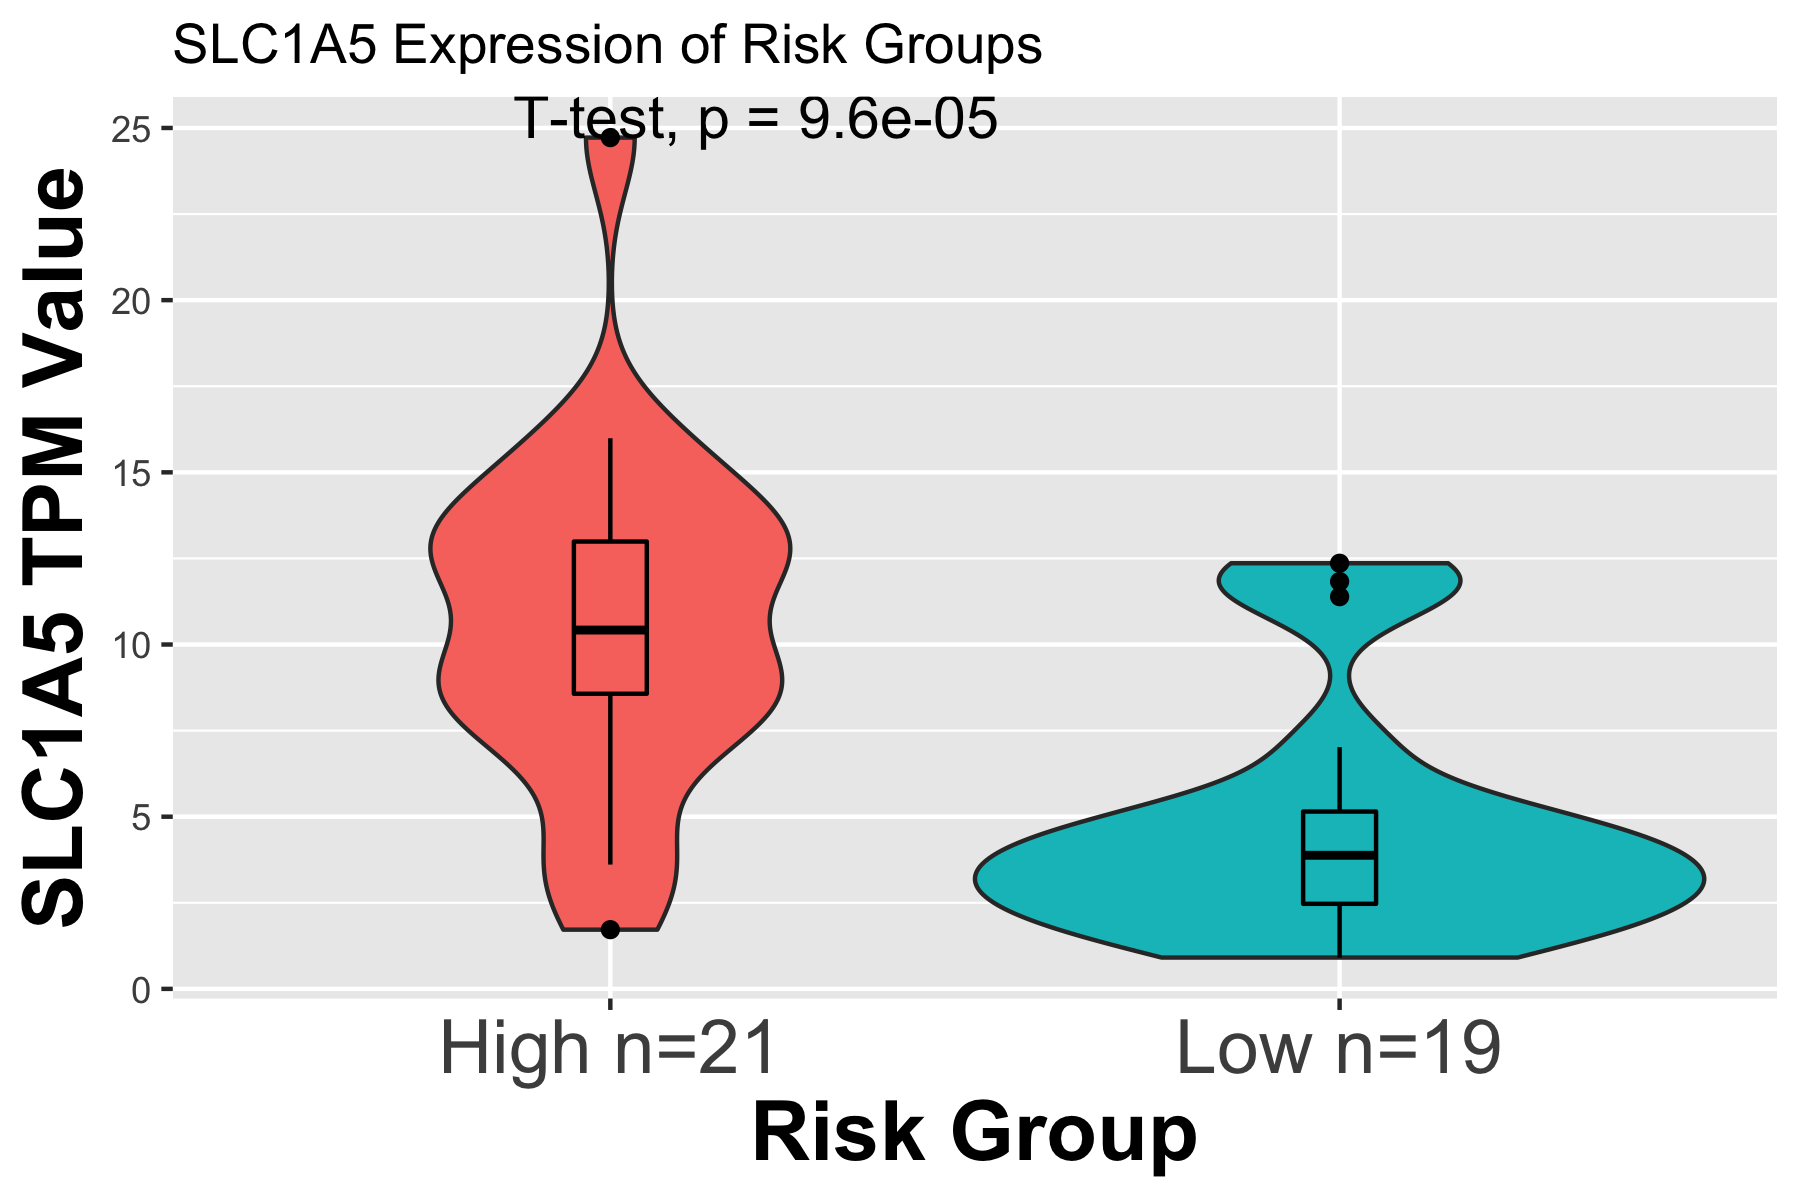 SLC1A5 Expression of Risk Groups
T-test, p = 9.6e-05
SLC1A5 TPM Value
25
20
15
10
5
0
High n=21
Low n=19
Risk Group